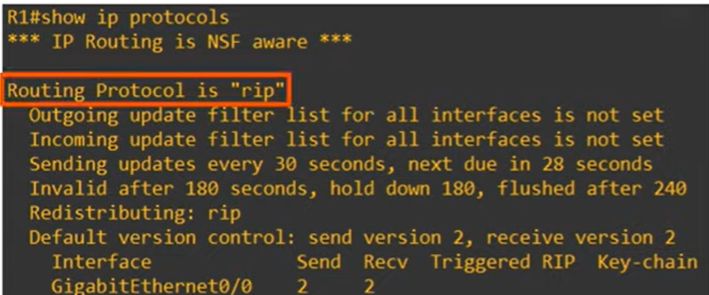 R1#show ip protocols
*** IP Routing is NSF aware ***
Routing Protocol is "rip"
Outgoing update filter list for all interfaces is not set
Incoming update filter list for all interfaces is not set
Sending updates every 30 seconds, next due in 28 seconds
Invalid after 180 seconds, hold down 180, flushed after 240
Redistributing: rip
Default version control: send version 2, receive version 2
Interface Send Recv Triggered RIP Key-chain
GigabitEthernet0/0 2 2